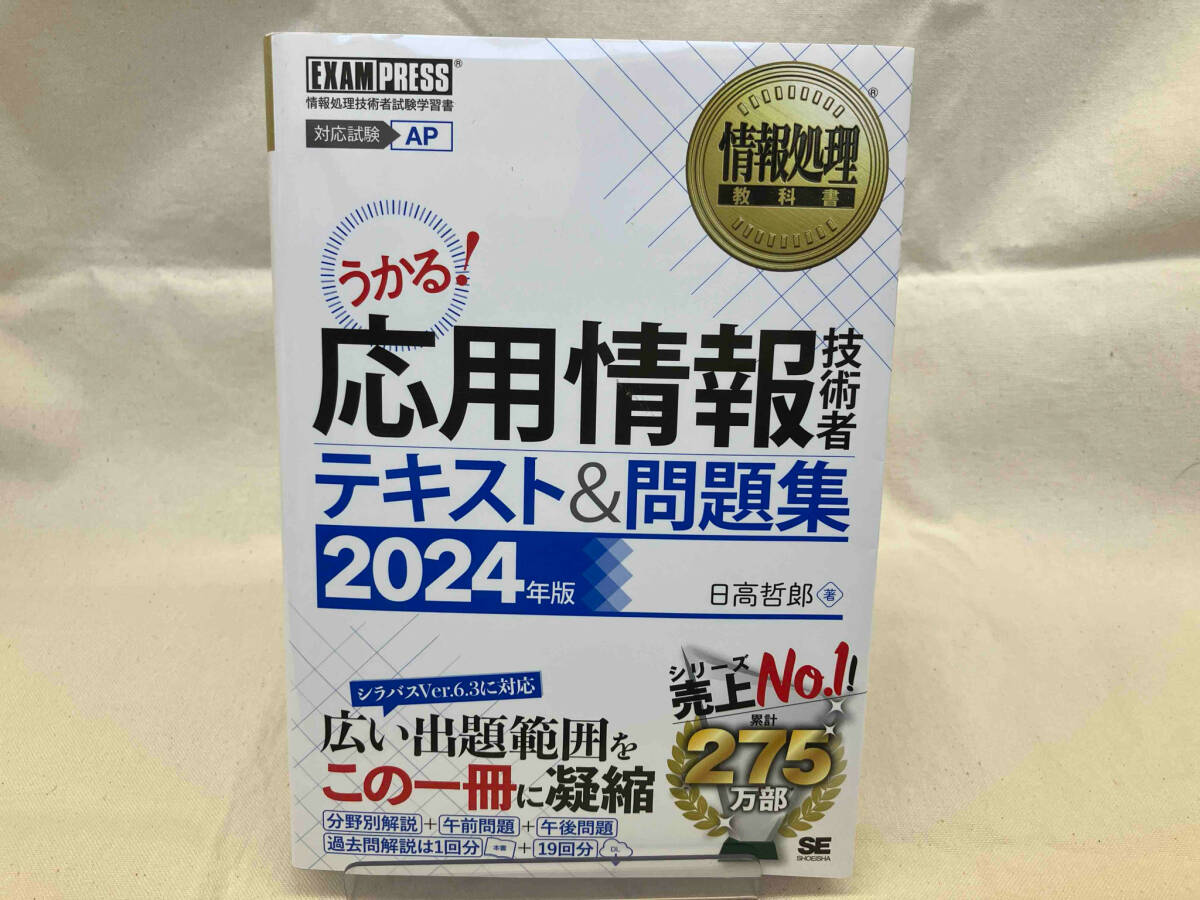 EXAMPRESS®
情報処理技術者試験学習書
対応試験 AP
情報処理®
教科書
うかる!
応用情報技術者
テキスト&問題集
2024年版
日高哲郎 著
シラバスVer.6.3に対応
広い出題範囲を
この一冊に凝縮
分野別解説+午前問題+午後問題
過去問解説は1回分 本書 +19回分 DL
シリーズ
売上No.1!
累計
275
万部
SE
SHOEISHA